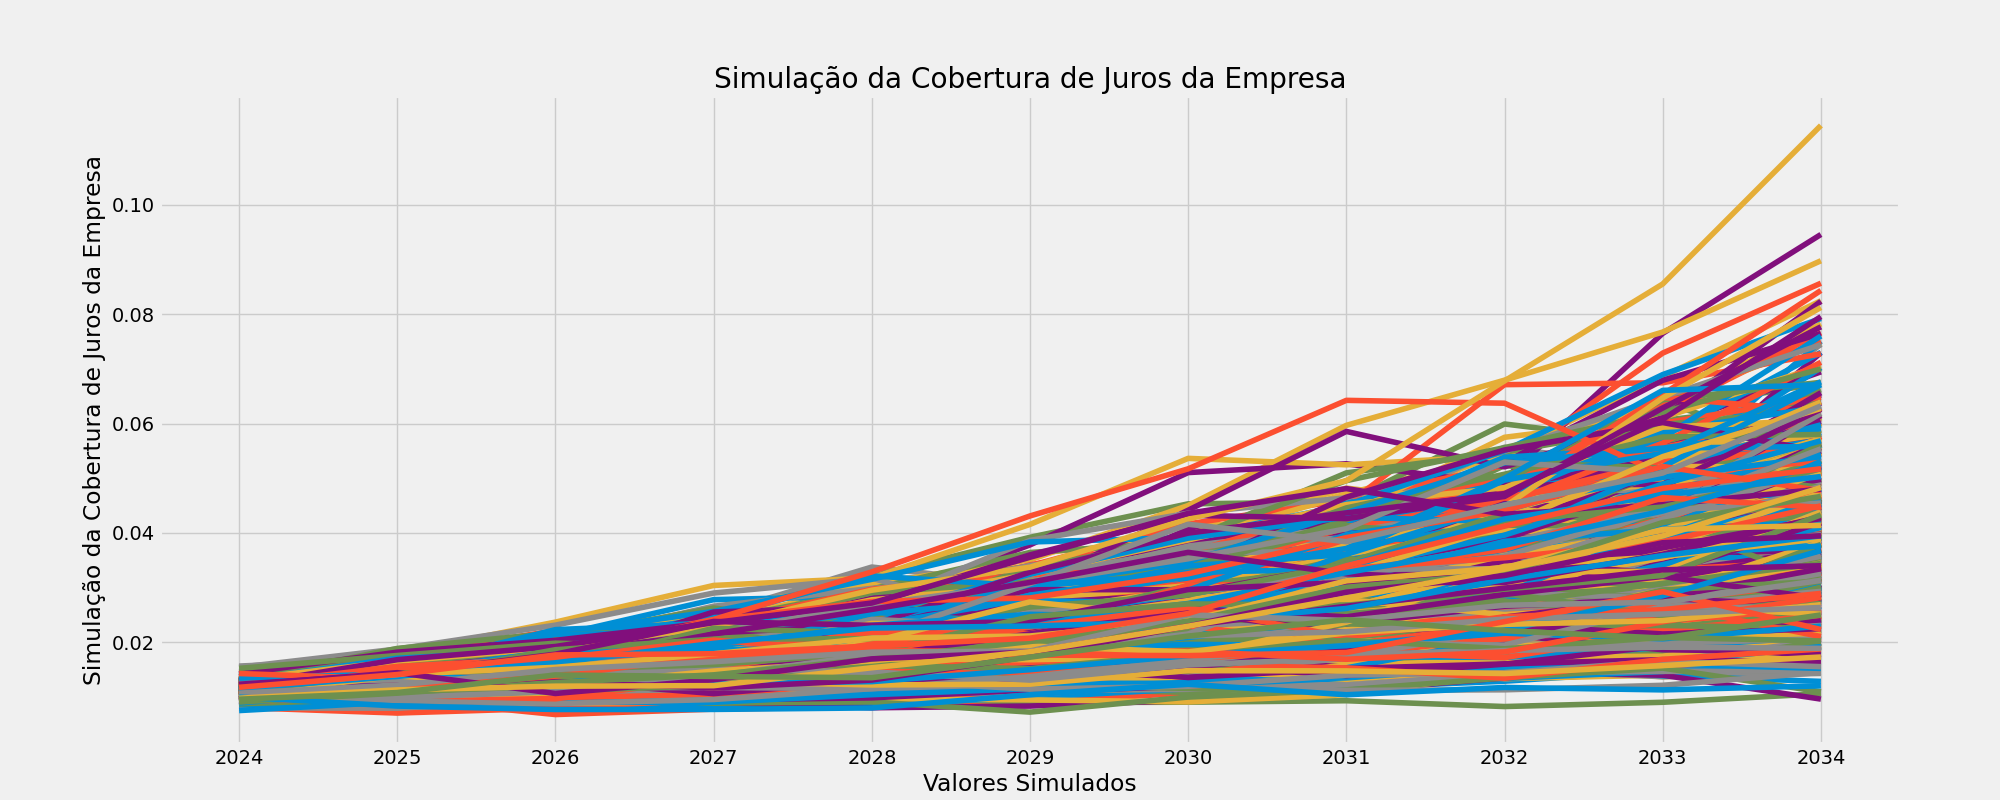 Simulação da Cobertura de Juros da Empresa
Simulação da Cobertura de Juros da Empresa
0.10
0.08
0.06
0.04
0.02
2024 2025 2026 2027 2028 2029 2030 2031 2032 2033 2034
Valores Simulados